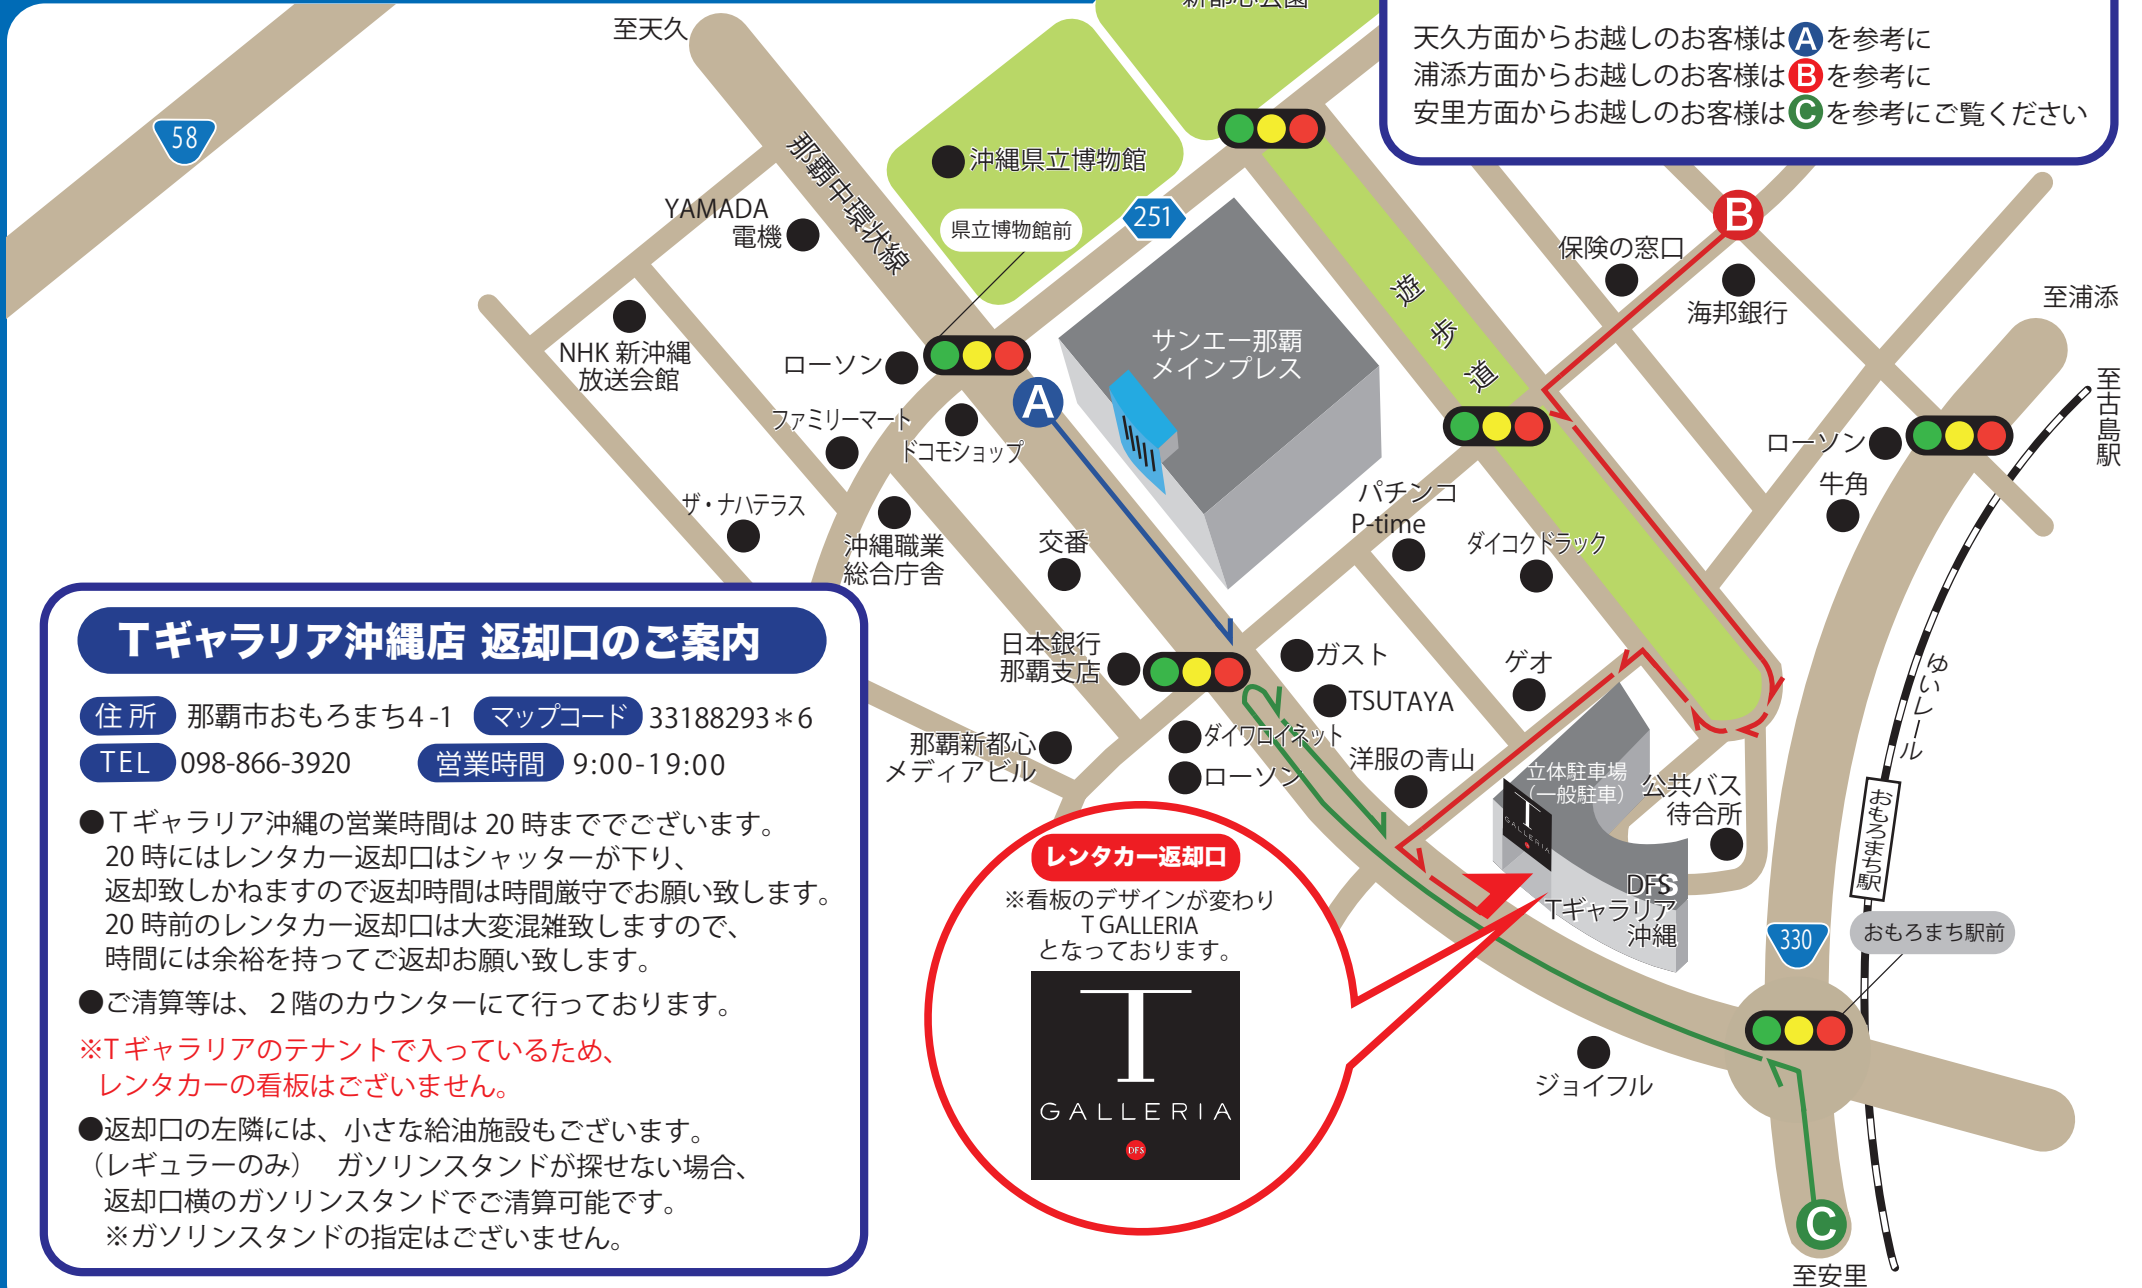 新都心公園
天久方面からお越しのお客様はAを参考に
浦添方面からお越しのお客様はBを参考に
安里方面からお越しのお客様はCを参考にご覧ください
至天久
58
那覇中環状線
沖縄県立博物館
YAMADA
電機
県立博物館前
251
B
保険の窓口
海邦銀行
至浦添
遊歩道
サンエー那覇
メインプレス
NHK 新沖縄
放送会館
ローソン
A
ファミリーマート
ドコモショップ
至古島駅
ローソン
牛角
パチンコ
P-time
ダイコクドラック
ザ・ナハテラス
沖縄職業
総合庁舎
交番
日本銀行
那覇支店
ガスト
ゲオ
TSUTAYA
ゆいレール
那覇新都心
メディアビル
ダイワロイネット
ローソン
洋服の青山
立体駐車場
(一般駐車)
公共バス
待合所
T
GALLERIA
おもろまち駅
DFS
Tギャラリア
沖縄
330
おもろまち駅前
ジョイフル
C
至安里
Tギャラリア沖縄店 返却口のご案内
住 所 那覇市おもろまち4-1 マップコード 33188293＊6
TEL 098-866-3920 営業時間 9:00-19:00
●Tギャラリア沖縄の営業時間は 20 時まででございます。
20 時にはレンタカー返却口はシャッターが下り、
返却致しかねますので返却時間は時間厳守でお願い致します。
20 時前のレンタカー返却口は大変混雑致しますので、
時間には余裕を持ってご返却お願い致します。
●ご清算等は、２階のカウンターにて行っております。
※Tギャラリアのテナントで入っているため、
レンタカーの看板はございません。
●返却口の左隣には、小さな給油施設もございます。
（レギュラーのみ）　ガソリンスタンドが探せない場合、
返却口横のガソリンスタンドでご清算可能です。
※ガソリンスタンドの指定はございません。
レンタカー返却口
※看板のデザインが変わり
T GALLERIA
となっております。
T
GALLERIA
DFS